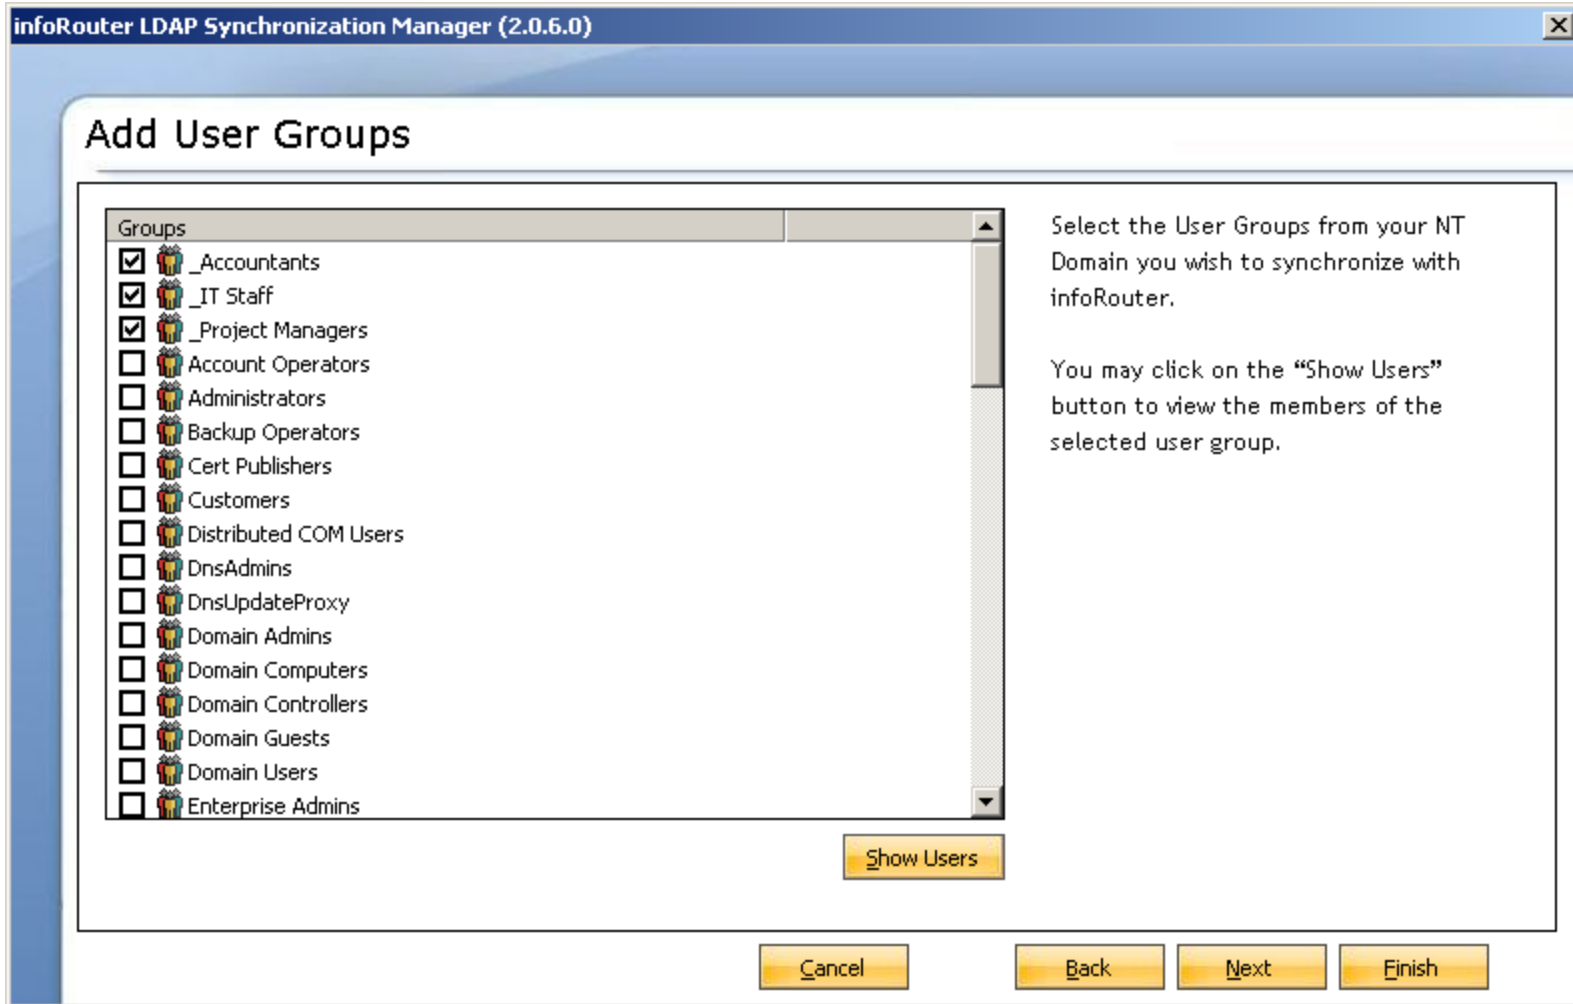 infoRouter LDAP Synchronization Manager (2.0.6.0)
Add User Groups
Groups
_Accountants
_IT Staff
_Project Managers
Account Operators
Administrators
Backup Operators
Cert Publishers
Customers
Distributed COM Users
DnsAdmins
DnsUpdateProxy
Domain Admins
Domain Computers
Domain Controllers
Domain Guests
Domain Users
Enterprise Admins
Select the User Groups from your NT
Domain you wish to synchronize with
infoRouter.
You may click on the “Show Users”
button to view the members of the
selected user group.
Show Users
Cancel
Back
Next
Finish